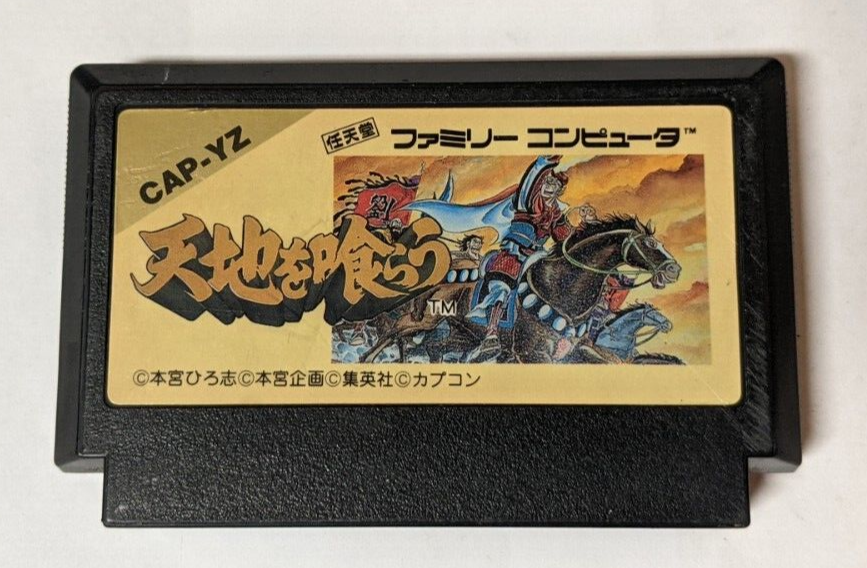 CAP-YZ
任天堂 ファミリー コンピュータ™
劉
天地を喰らう
TM
©本宮ひろ志©本宮企画©集英社©カプコン